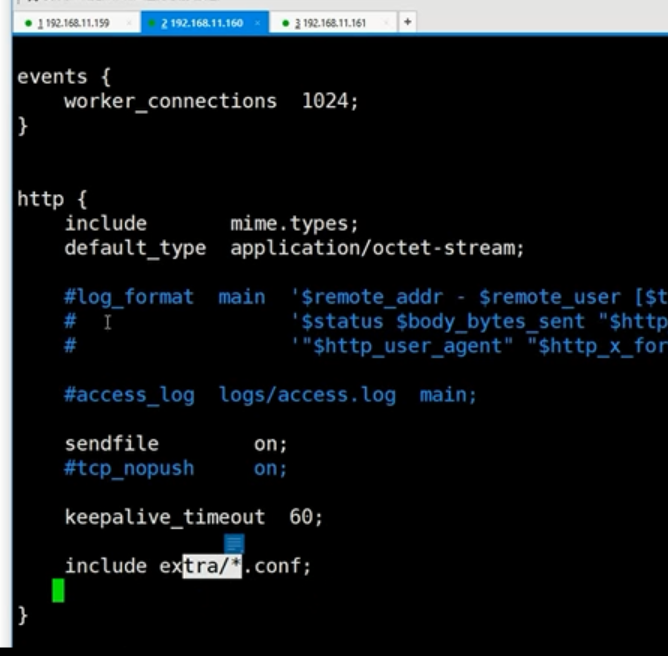 1 192.168.11.159 × 2 192.168.11.160 × 3 192.168.11.161 +
events {
    worker_connections  1024;
}
http {
    include       mime.types;
    default_type  application/octet-stream;
    #log_format  main  '$remote_addr - $remote_user [$t
    #                  '$status $body_bytes_sent "$http
    #                  '"$http_user_agent" "$http_x_for
    #access_log  logs/access.log  main;
    sendfile        on;
    #tcp_nopush     on;
    keepalive_timeout  60;
    include extra/*.conf;
}